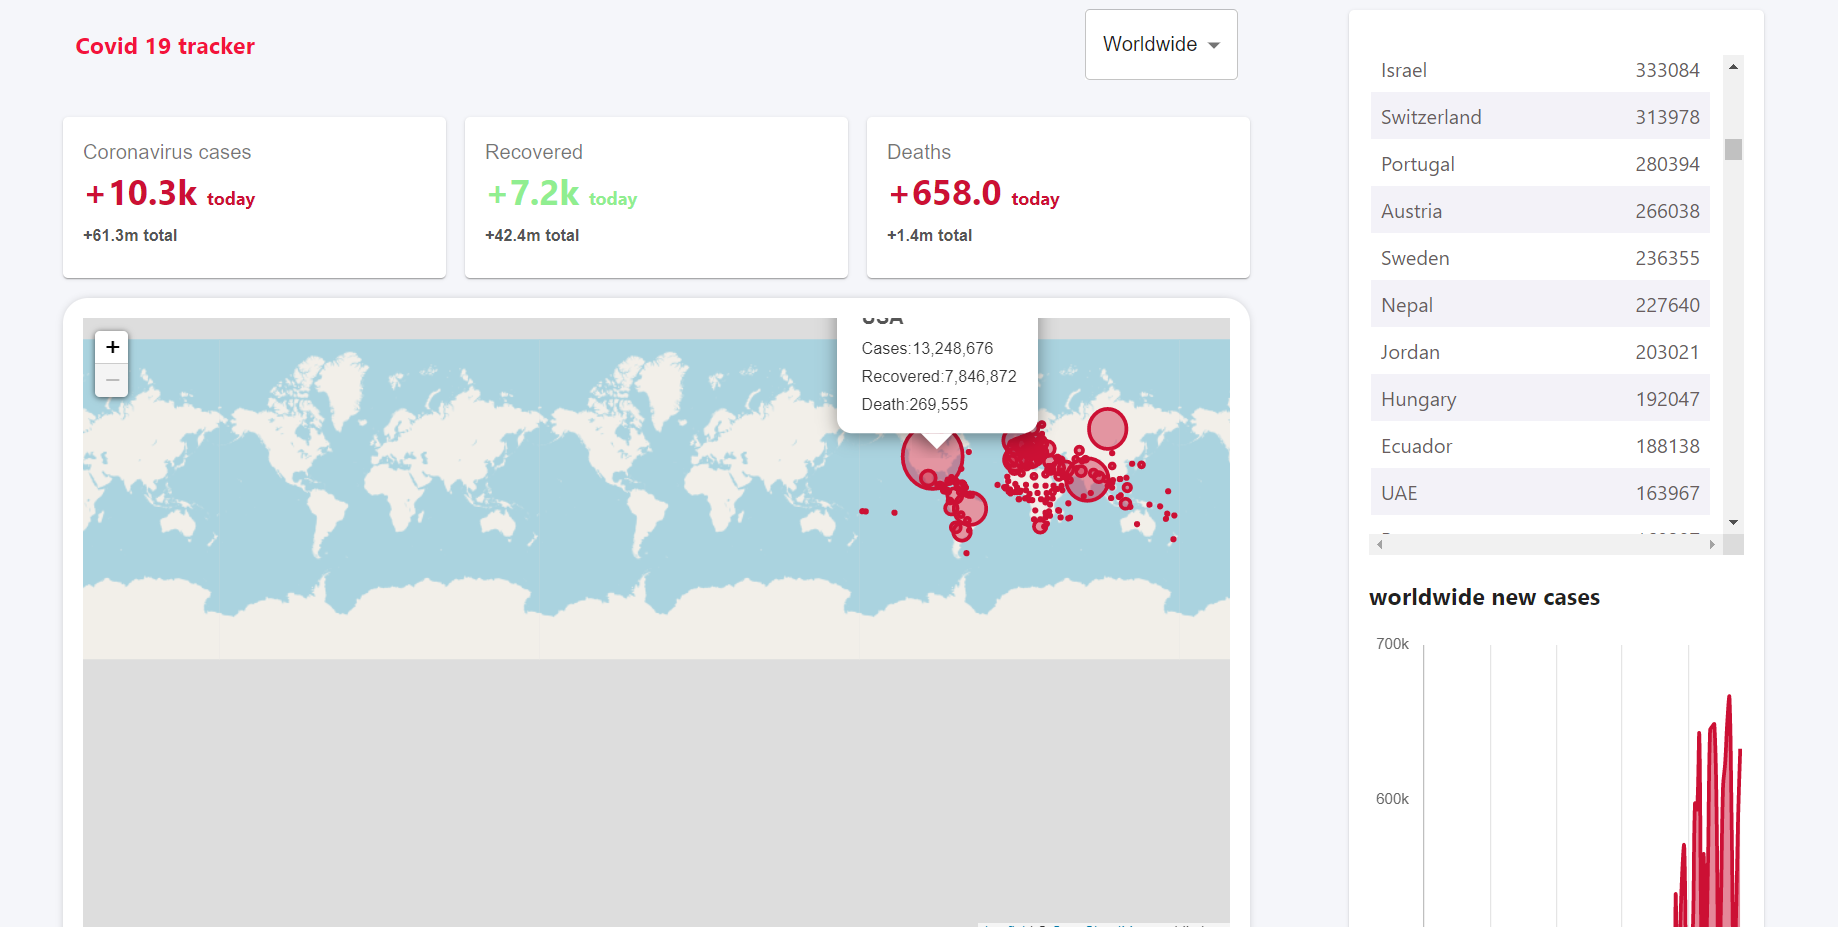 Covid 19 tracker
Worldwide
Coronavirus cases
+10.3k today
+61.3m total
Recovered
+7.2k today
+42.4m total
Deaths
+658.0 today
+1.4m total
+
−
USA
Cases:13,248,676
Recovered:7,846,872
Death:269,555
Israel 333084
Switzerland 313978
Portugal 280394
Austria 266038
Sweden 236355
Nepal 227640
Jordan 203021
Hungary 192047
Ecuador 188138
UAE 163967
worldwide new cases
700k
600k